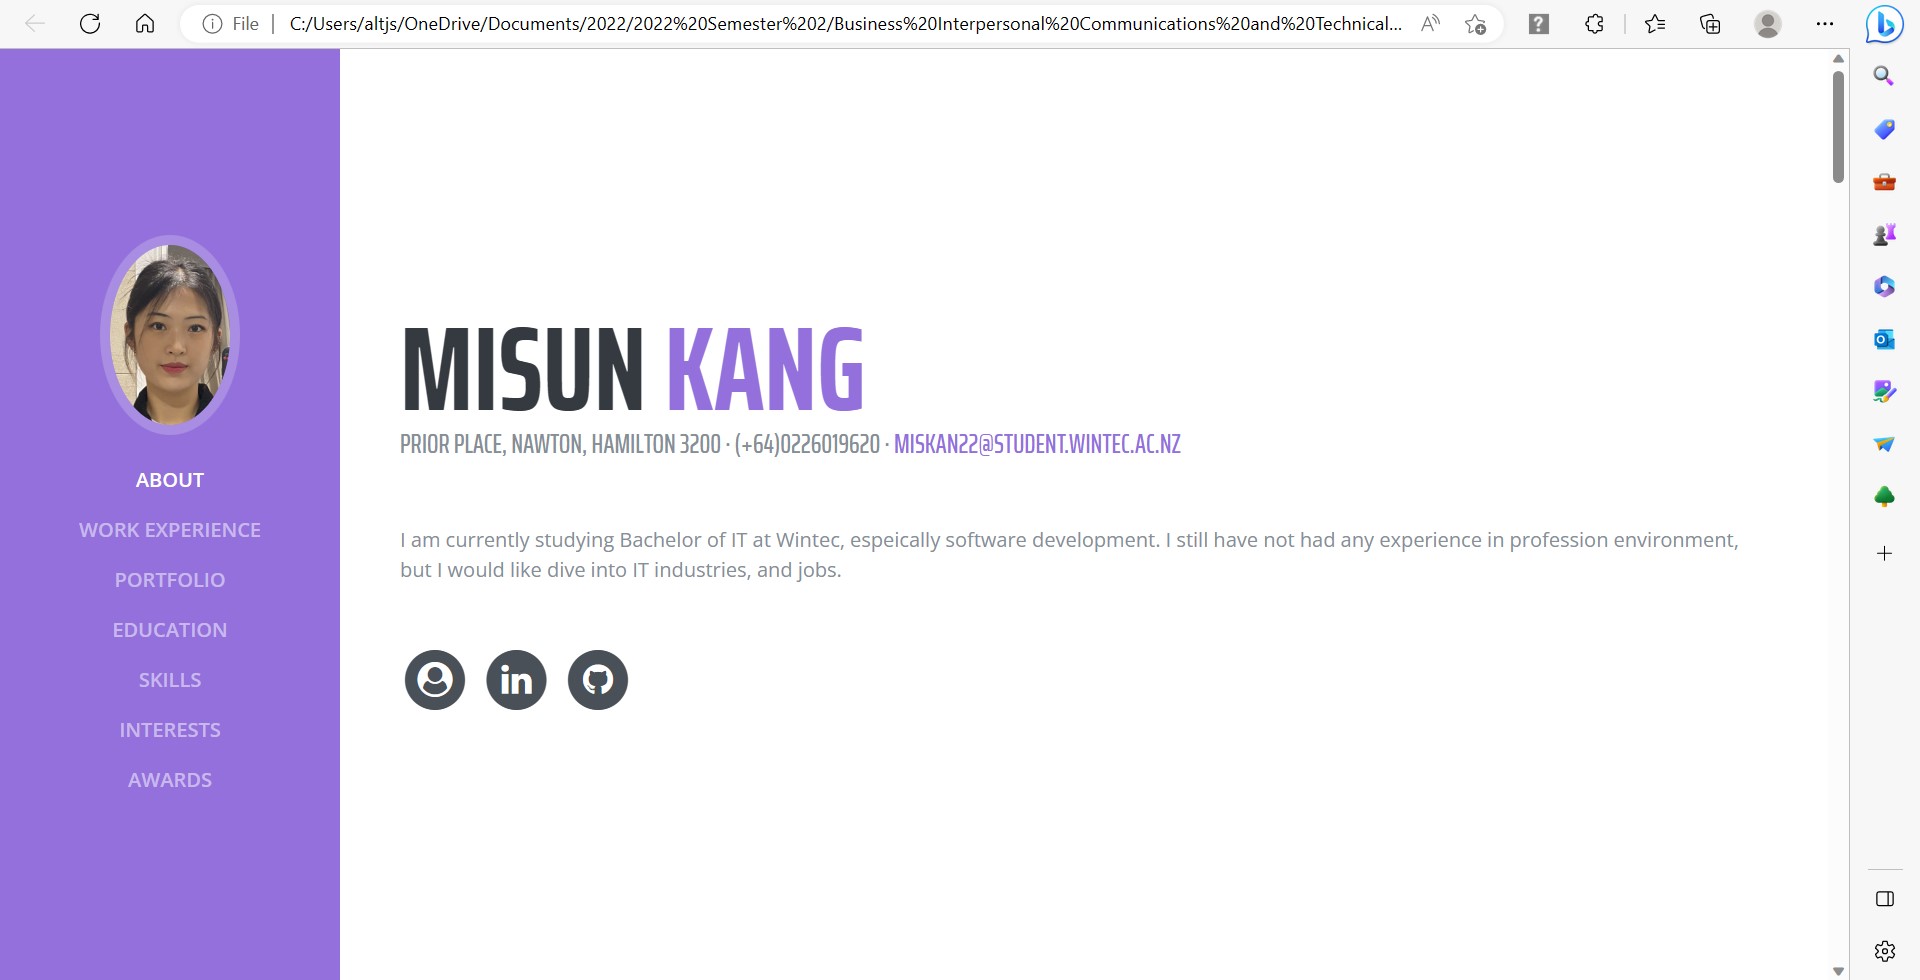 File
C:/Users/altjs/OneDrive/Documents/2022/2022%20Semester%202/Business%20Interpersonal%20Communications%20and%20Technical...
MISUN KANG
PRIOR PLACE, NAWTON, HAMILTON 3200 · (+64)0226019620 · MISKAN22@STUDENT.WINTEC.AC.NZ
ABOUT
WORK EXPERIENCE
PORTFOLIO
EDUCATION
SKILLS
INTERESTS
AWARDS
I am currently studying Bachelor of IT at Wintec, espeically software development. I still have not had any experience in profession environment,
but I would like dive into IT industries, and jobs.
in